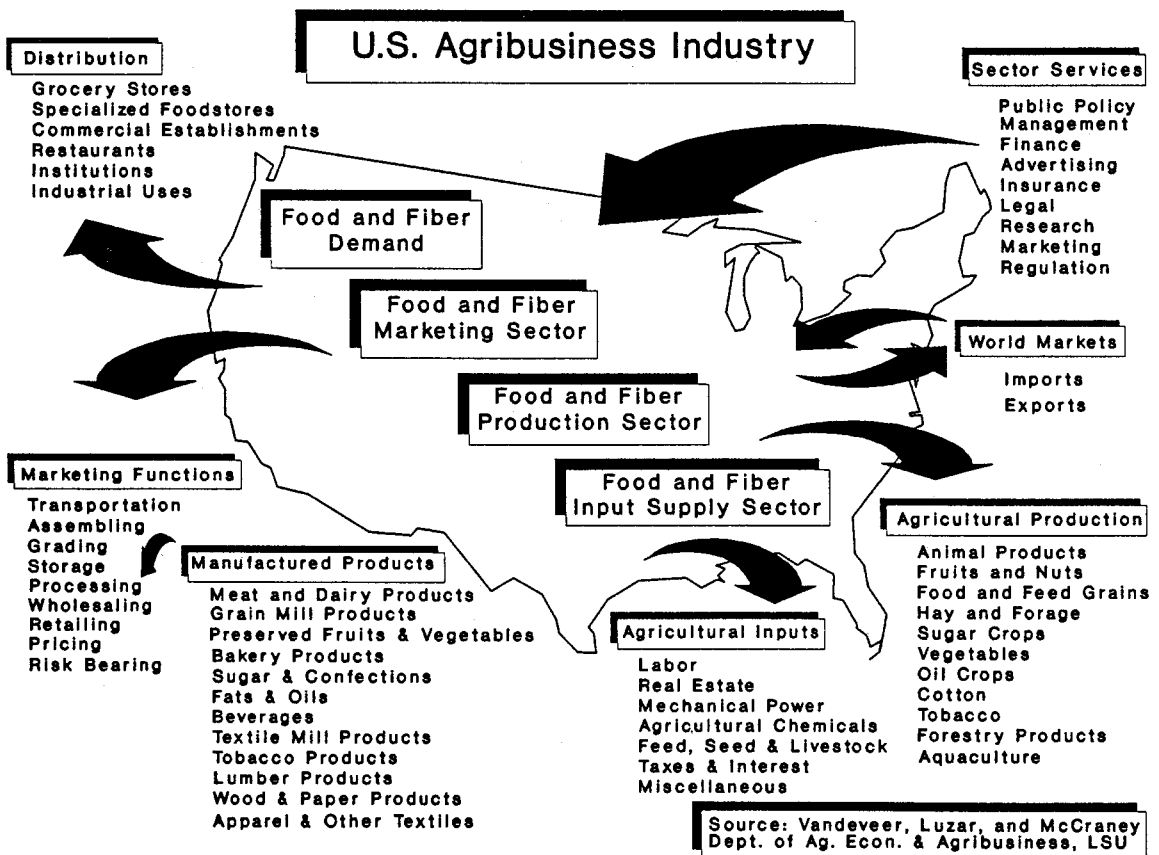 U.S. Agribusiness Industry
Distribution
Grocery Stores
Specialized Foodstores
Commercial Establishments
Restaurants
Institutions
Industrial Uses
Sector Services
Public Policy
Management
Finance
Advertising
Insurance
Legal
Research
Marketing
Regulation
Food and Fiber
Demand
Food and Fiber
Marketing Sector
Food and Fiber
Production Sector
Food and Fiber
Input Supply Sector
World Markets
Imports
Exports
Marketing Functions
Transportation
Assembling
Grading
Storage
Processing
Wholesaling
Retailing
Pricing
Risk Bearing
Manufactured Products
Meat and Dairy Products
Grain Mill Products
Preserved Fruits & Vegetables
Bakery Products
Sugar & Confections
Fats & Oils
Beverages
Textile Mill Products
Tobacco Products
Lumber Products
Wood & Paper Products
Apparel & Other Textiles
Agricultural Inputs
Labor
Real Estate
Mechanical Power
Agricultural Chemicals
Feed, Seed & Livestock
Taxes & Interest
Miscellaneous
Agricultural Production
Animal Products
Fruits and Nuts
Food and Feed Grains
Hay and Forage
Sugar Crops
Vegetables
Oil Crops
Cotton
Tobacco
Forestry Products
Aquaculture
Source: Vandeveer, Luzar, and McCraney
Dept. of Ag. Econ. & Agribusiness, LSU